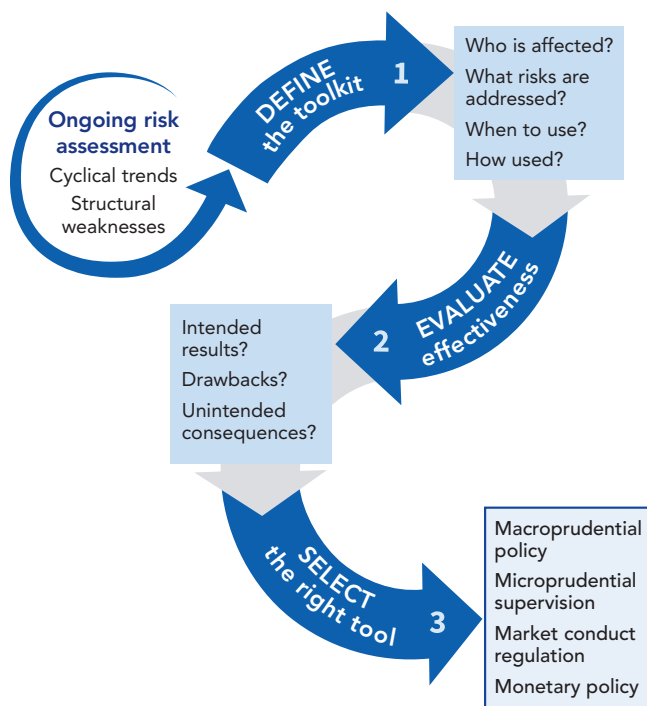 Ongoing risk
assessment
Cyclical trends
Structural
weaknesses
DEFINE
the toolkit
1
Who is affected?
What risks are
addressed?
When to use?
How used?
EVALUATE
effectiveness
2
Intended
results?
Drawbacks?
Unintended
consequences?
SELECT
the right tool
3
Macroprudential
policy
Microprudential
supervision
Market conduct
regulation
Monetary policy